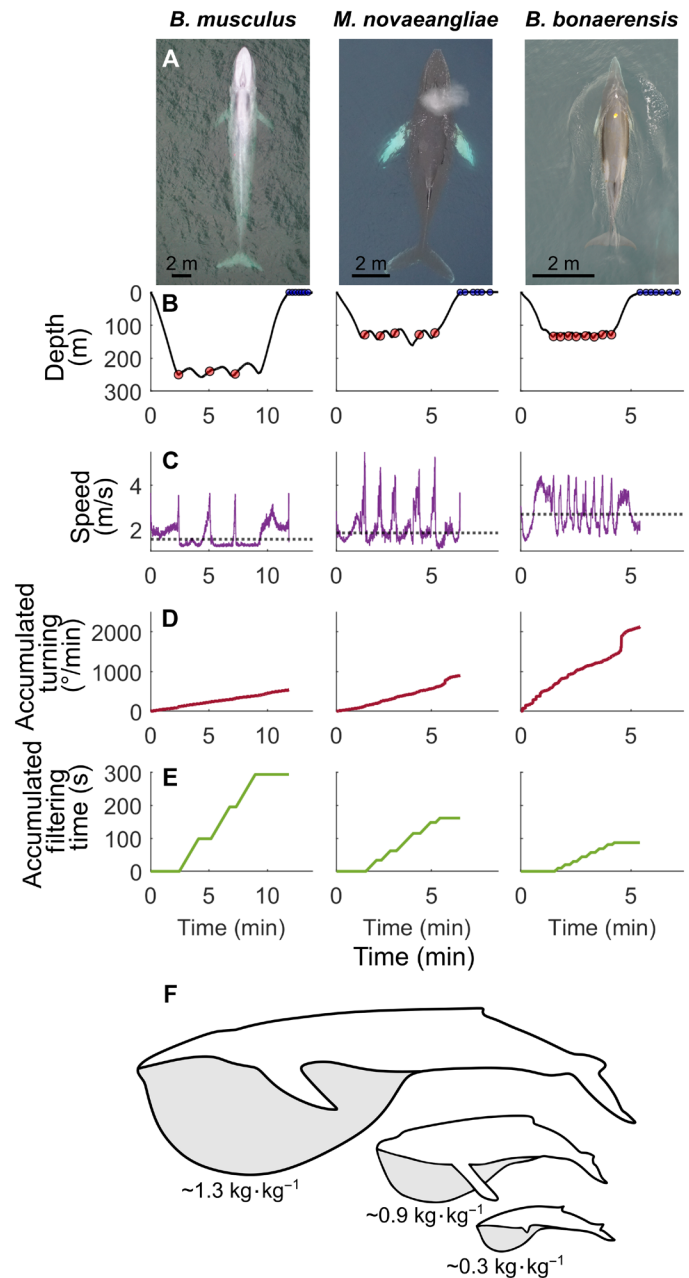 B. musculus M. novaeangliae B. bonaerensis
A
2 m 2 m 2 m
B
Depth
(m)
0
100
200
300
0 5 10 0 5 0 5
C
Speed
(m/s)
4
2
0 5 10 0 5 0 5
D
Accumulated
turning
(°/min)
2000
1000
0
0 5 10 0 5 0 5
E
Accumulated
filtering
time (s)
300
200
100
0
0 5 10 0 5 0 5
Time (min) Time (min) Time (min)
Time (min)
F
~1.3 kg·kg⁻¹
~0.9 kg·kg⁻¹
~0.3 kg·kg⁻¹